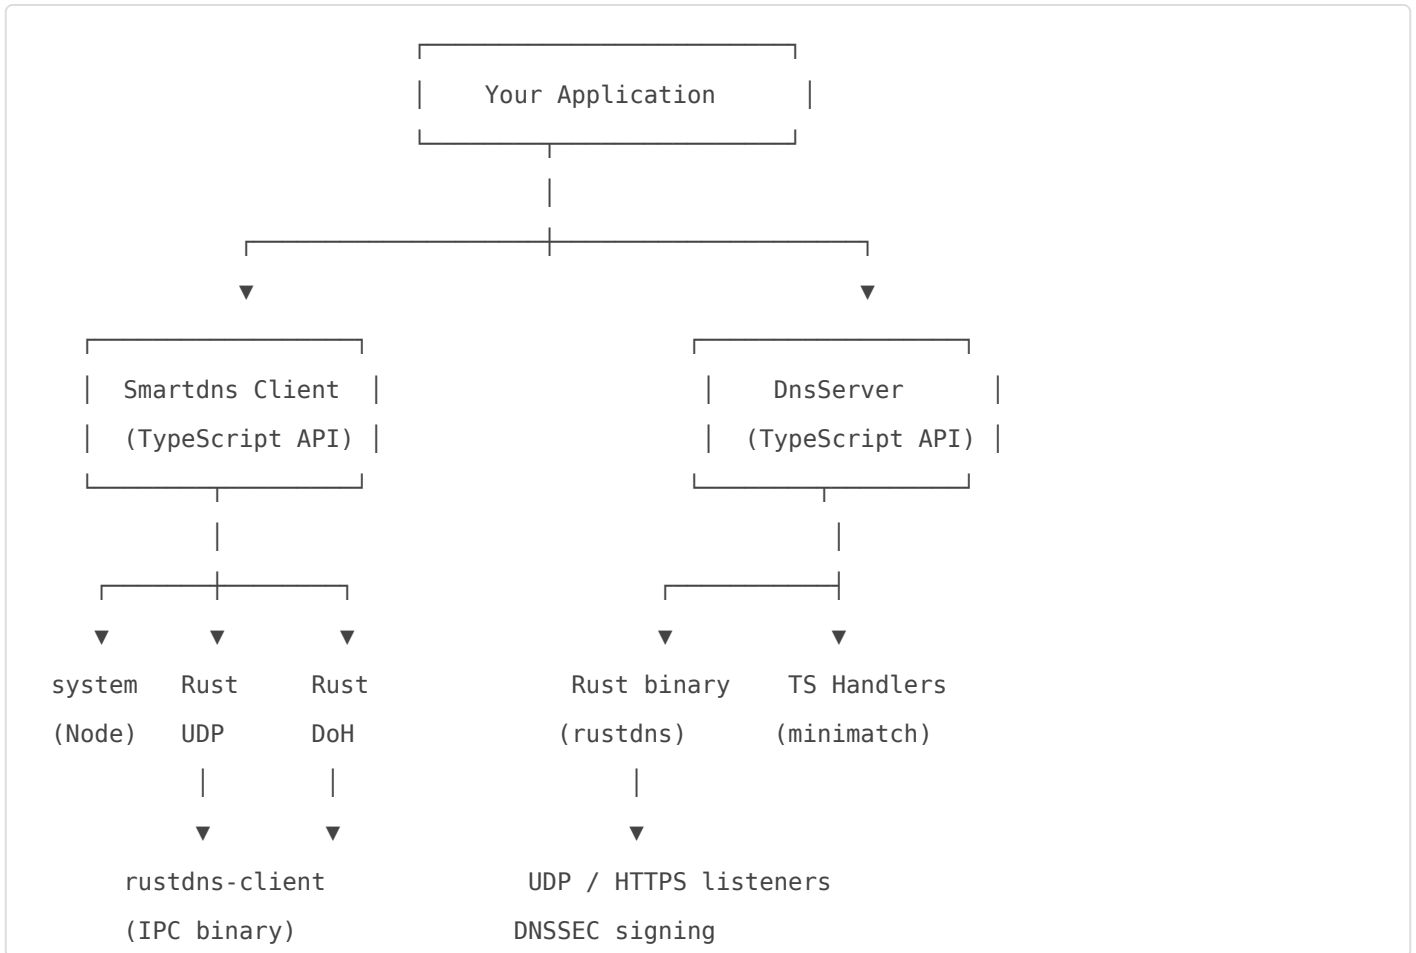 Your Application
Smartdns Client DnsServer
(TypeScript API) (TypeScript API)
system Rust Rust Rust binary TS Handlers
(Node) UDP DoH (rustdns) (minimatch)
rustdns-client UDP / HTTPS listeners
(IPC binary) DNSSEC signing